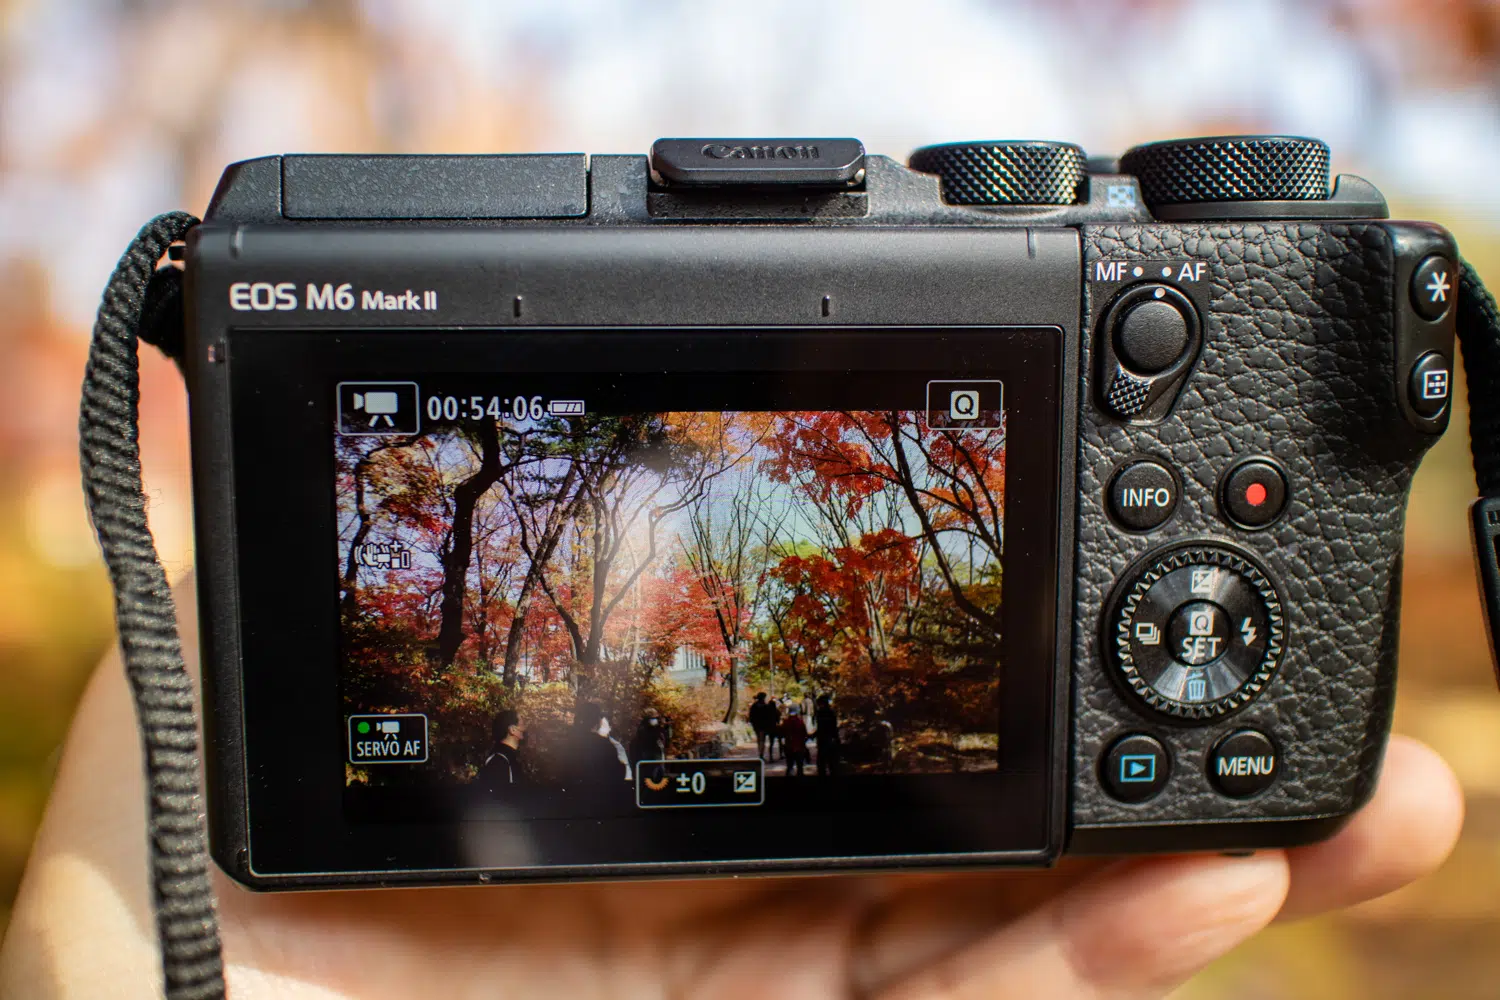 Canon
EOS M6 Mark II
MF AF
00:54:06
Q
INFO
Q
SET
SERVO AF
±0
MENU